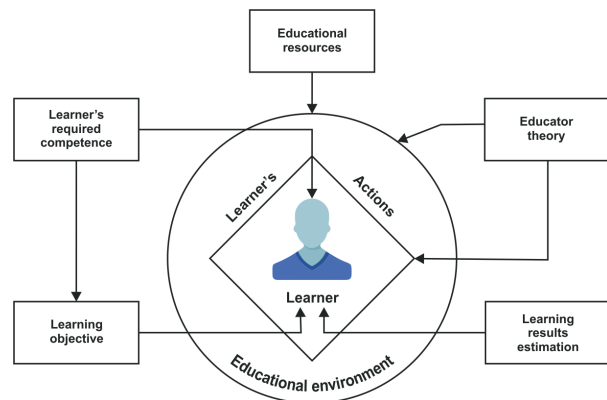 Educational
resources
Learner's
required
competence
Educator
theory
Learner's
Actions
Learner
Learning
objective
Learning
results
estimation
Educational environment